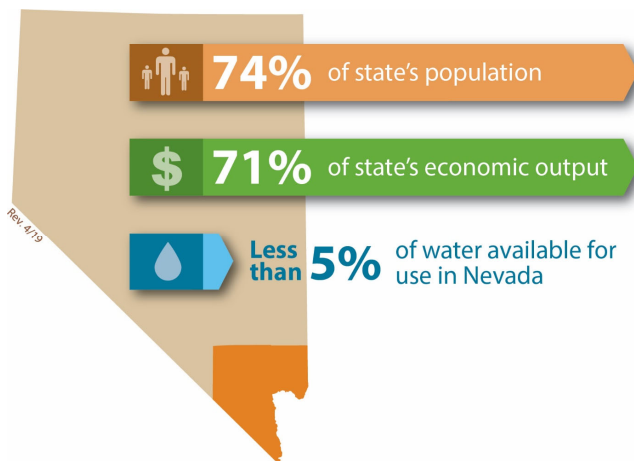 74% of state's population
$ 71% of state's economic output
Rev. 4/19
Less than 5% of water available for
use in Nevada